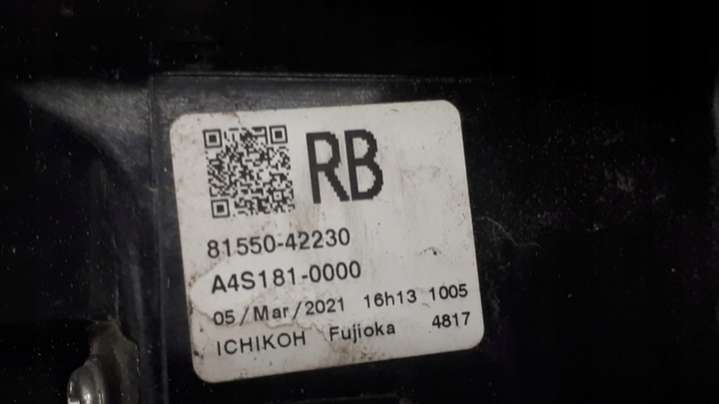 RB
81550-42230
A4S181-0000
05/Mar/2021 16h13 1005
ICHIKOH Fujioka 4817